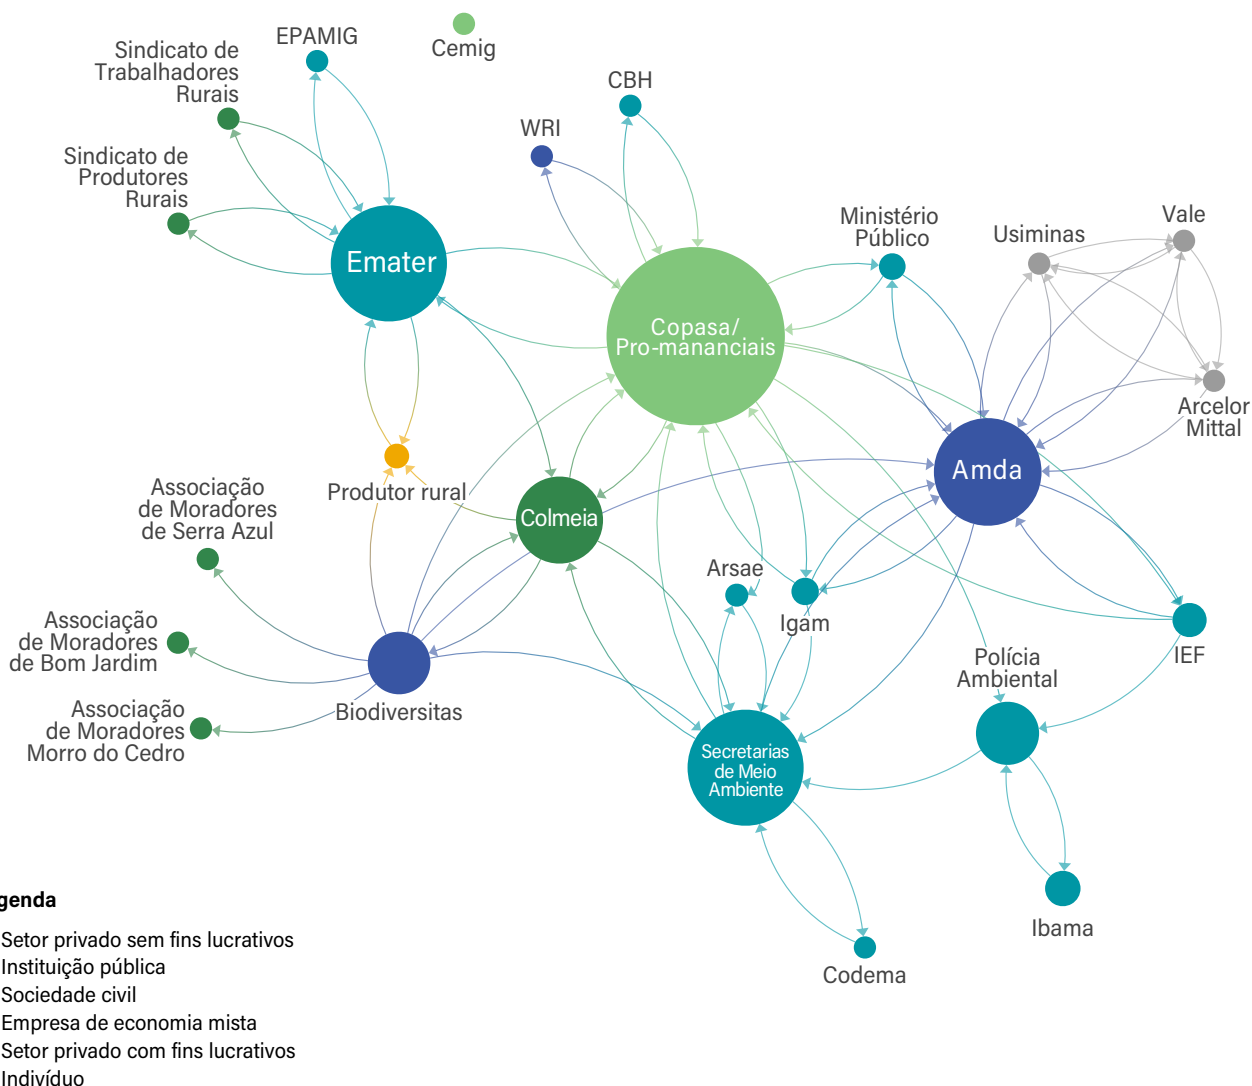 EPAMIG
Cemig
Sindicato de
Trabalhadores
Rurais
CBH
WRI
Sindicato de
Produtores
Rurais
Ministério
Público
Usiminas
Vale
Emater
Copasa/
Pro-mananciais
Arcelor
Mittal
Amda
Produtor rural
Associação
de Moradores
de Serra Azul
Colmeia
Arsae
Igam
Associação
de Moradores
de Bom Jardim
Polícia
Ambiental
IEF
Biodiversitas
Associação
de Moradores
Morro do Cedro
Secretarias
de Meio
Ambiente
Ibama
Codema
genda
Setor privado sem fins lucrativos
Instituição pública
Sociedade civil
Empresa de economia mista
Setor privado com fins lucrativos
Indivíduo